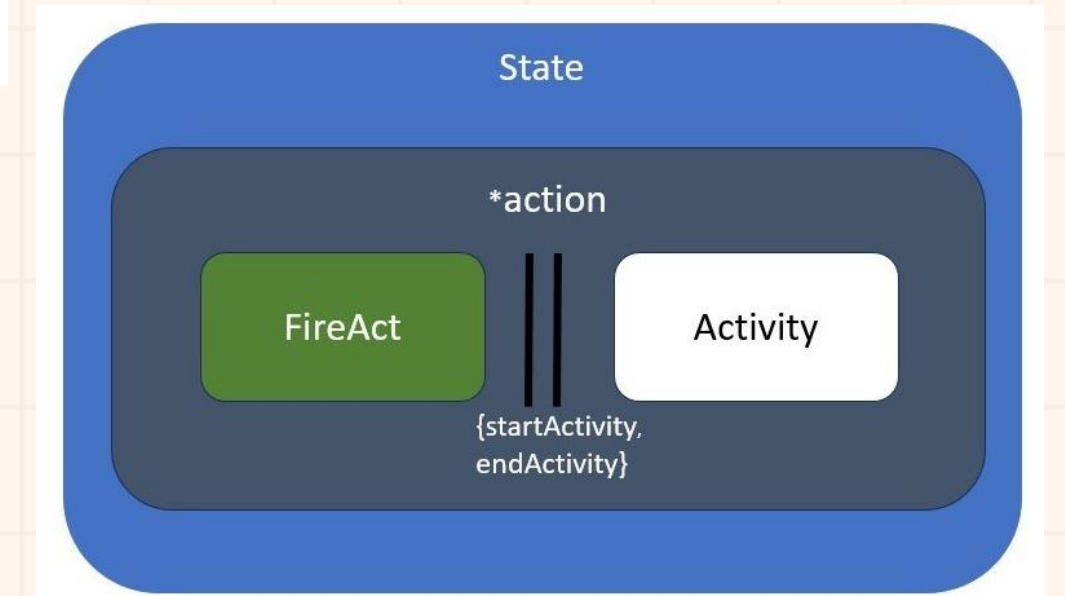 State
*action
FireAct
Activity
{startActivity,
endActivity}